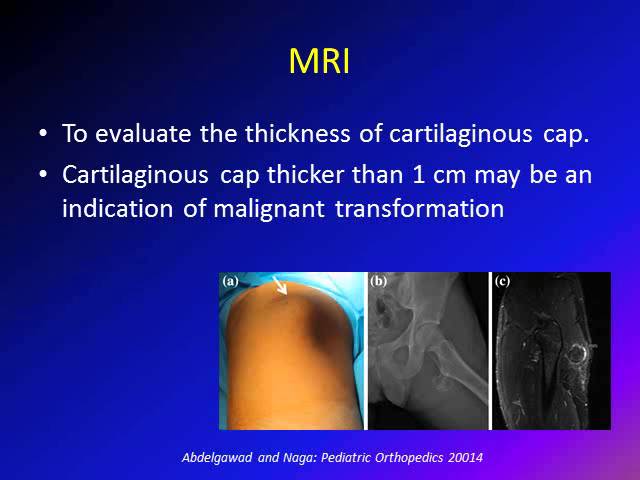 MRI
• To evaluate the thickness of cartilaginous cap.
• Cartilaginous cap thicker than 1 cm may be an
indication of malignant transformation
(a) (b) (c)
Abdelgawad and Naga: Pediatric Orthopedics 20014